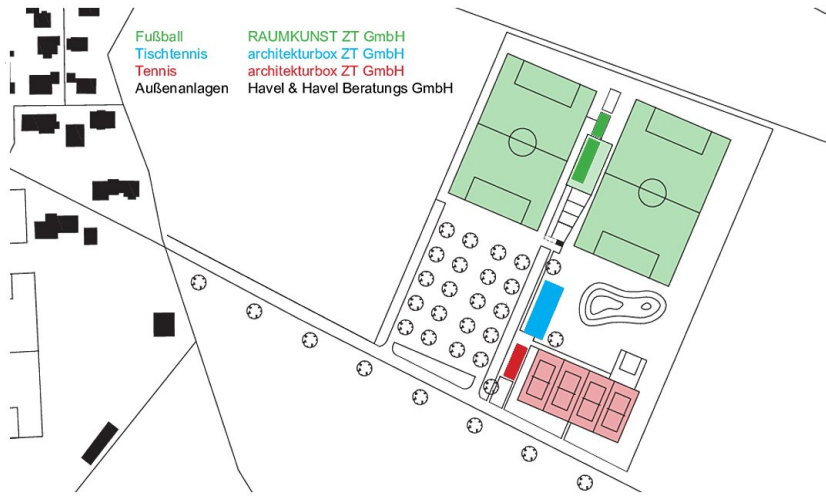 Fußball RAUMKUNST ZT GmbH
Tischtennis architekturbox ZT GmbH
Tennis architekturbox ZT GmbH
Außenanlagen Havel & Havel Beratungs GmbH